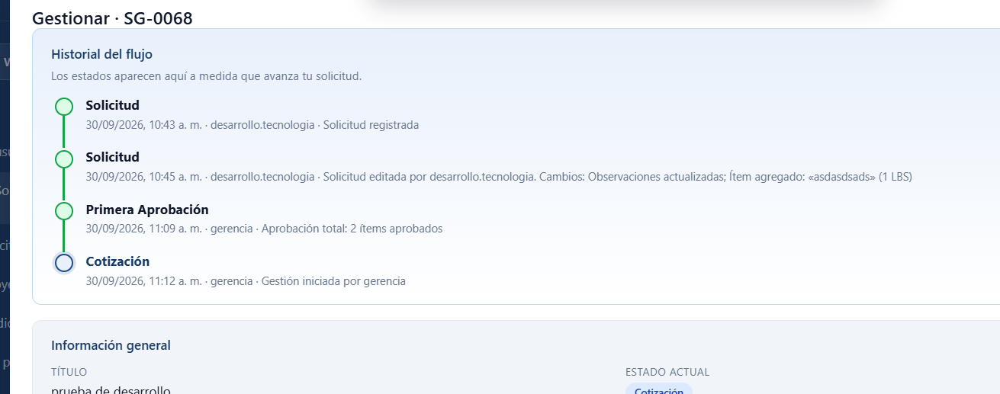 Gestionar · SG-0068
Historial del flujo
Los estados aparecen aquí a medida que avanza tu solicitud.
Solicitud
30/09/2026, 10:43 a. m. · desarrollo.tecnologia · Solicitud registrada
Solicitud
30/09/2026, 10:45 a. m. · desarrollo.tecnologia · Solicitud editada por desarrollo.tecnologia. Cambios: Observaciones actualizadas; Ítem agregado: «asdasdsads» (1 LBS)
Primera Aprobación
30/09/2026, 11:09 a. m. · gerencia · Aprobación total: 2 ítems aprobados
Cotización
30/09/2026, 11:12 a. m. · gerencia · Gestión iniciada por gerencia
Información general
TÍTULO
ESTADO ACTUAL
prueba de desarrollo
Cotización